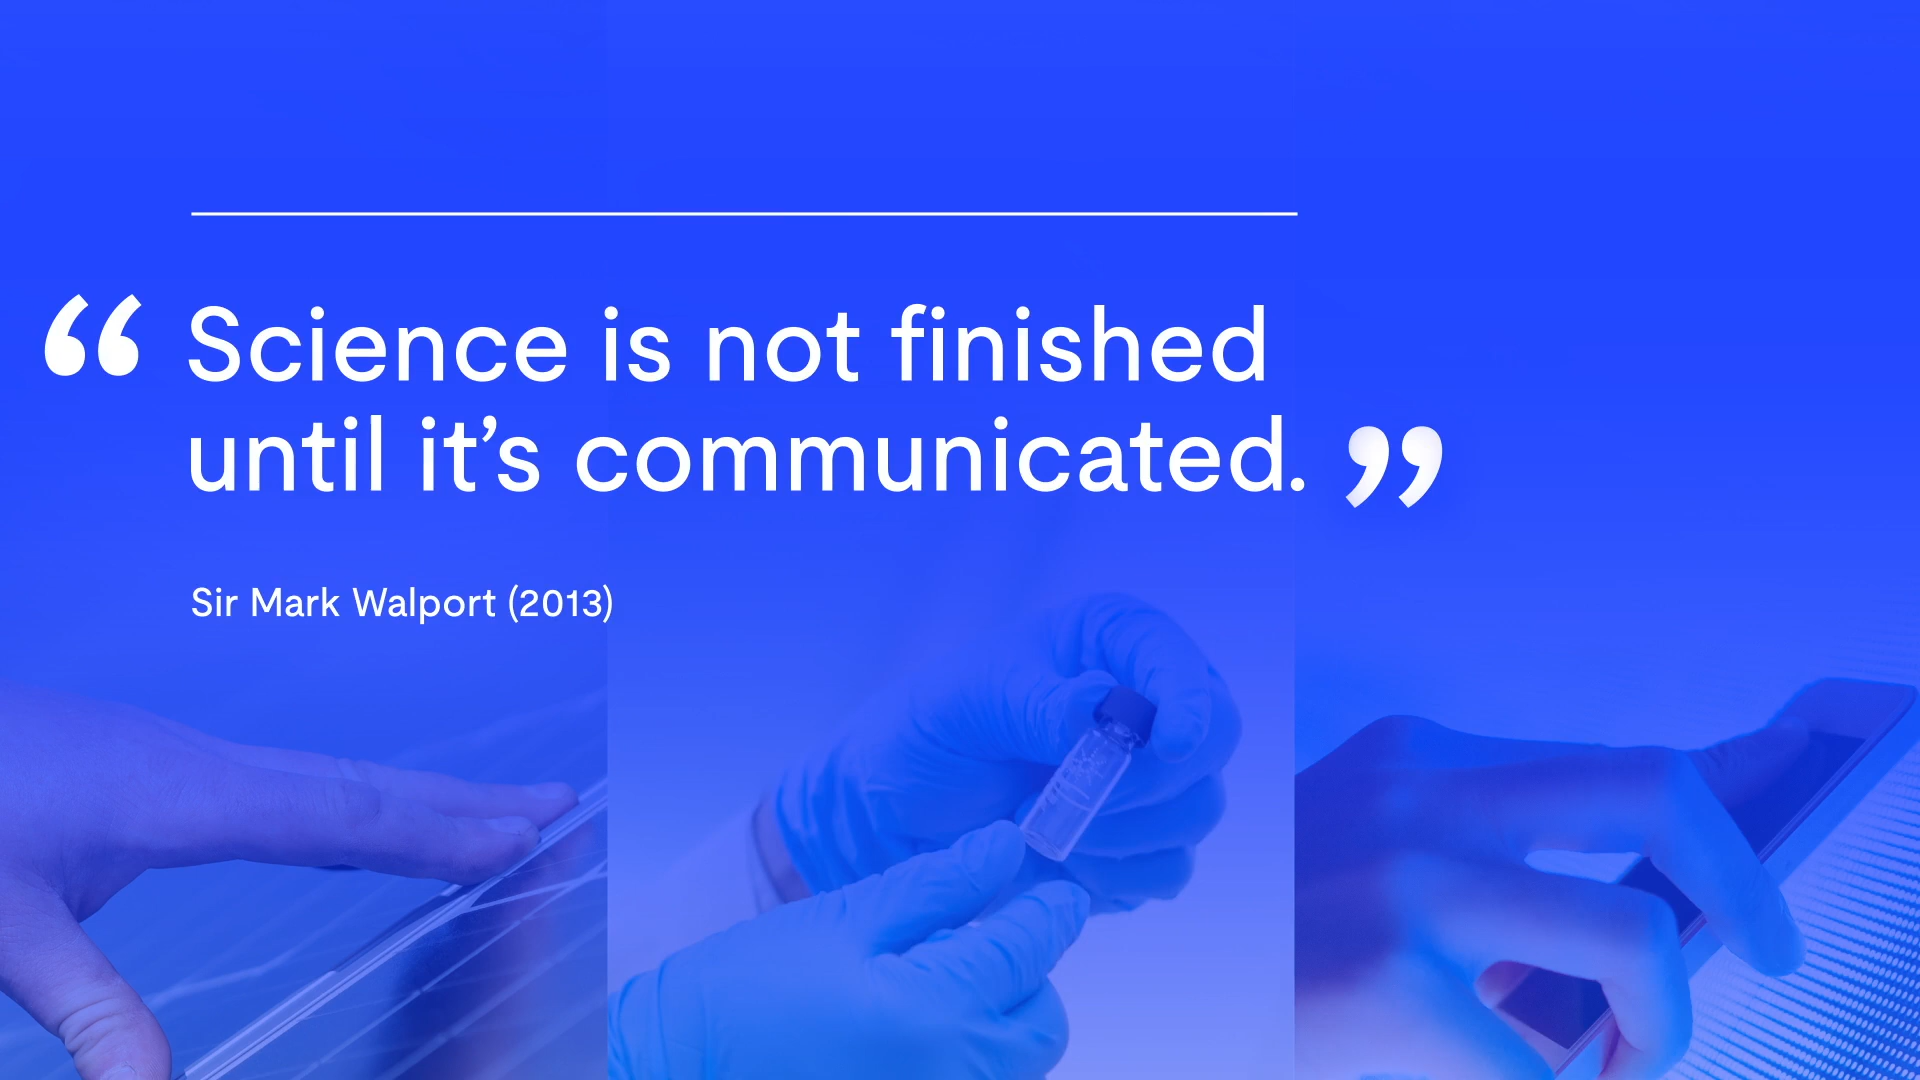 “Science is not finished
until it’s communicated.”
Sir Mark Walport (2013)